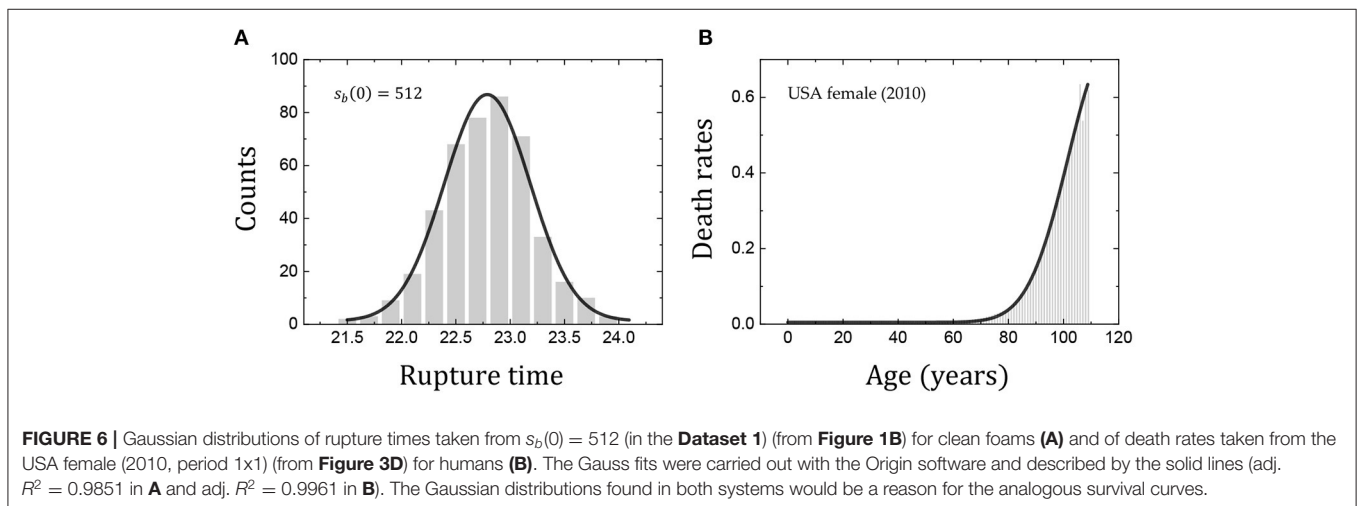 A
100
80
60
40
20
0
Counts
s_b(0) = 512
21.5 22.0 22.5 23.0 23.5 24.0
Rupture time
B
0.6
0.4
0.2
0.0
Death rates
USA female (2010)
0 20 40 60 80 100 120
Age (years)
FIGURE 6 | Gaussian distributions of rupture times taken from s_b(0) = 512 (in the Dataset 1) (from Figure 1B) for clean foams (A) and of death rates taken from the
USA female (2010, period 1x1) (from Figure 3D) for humans (B). The Gauss fits were carried out with the Origin software and described by the solid lines (adj.
R² = 0.9851 in A and adj. R² = 0.9961 in B). The Gaussian distributions found in both systems would be a reason for the analogous survival curves.